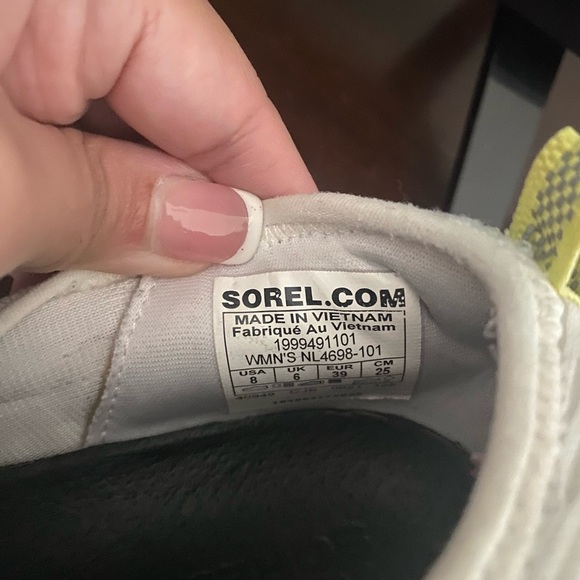 SOREL.COM
MADE IN VIETNAM
Fabriqué Au Vietnam
1999491101
WMN'S NL4698-101
USA UK EUR CM
8 6 39 25